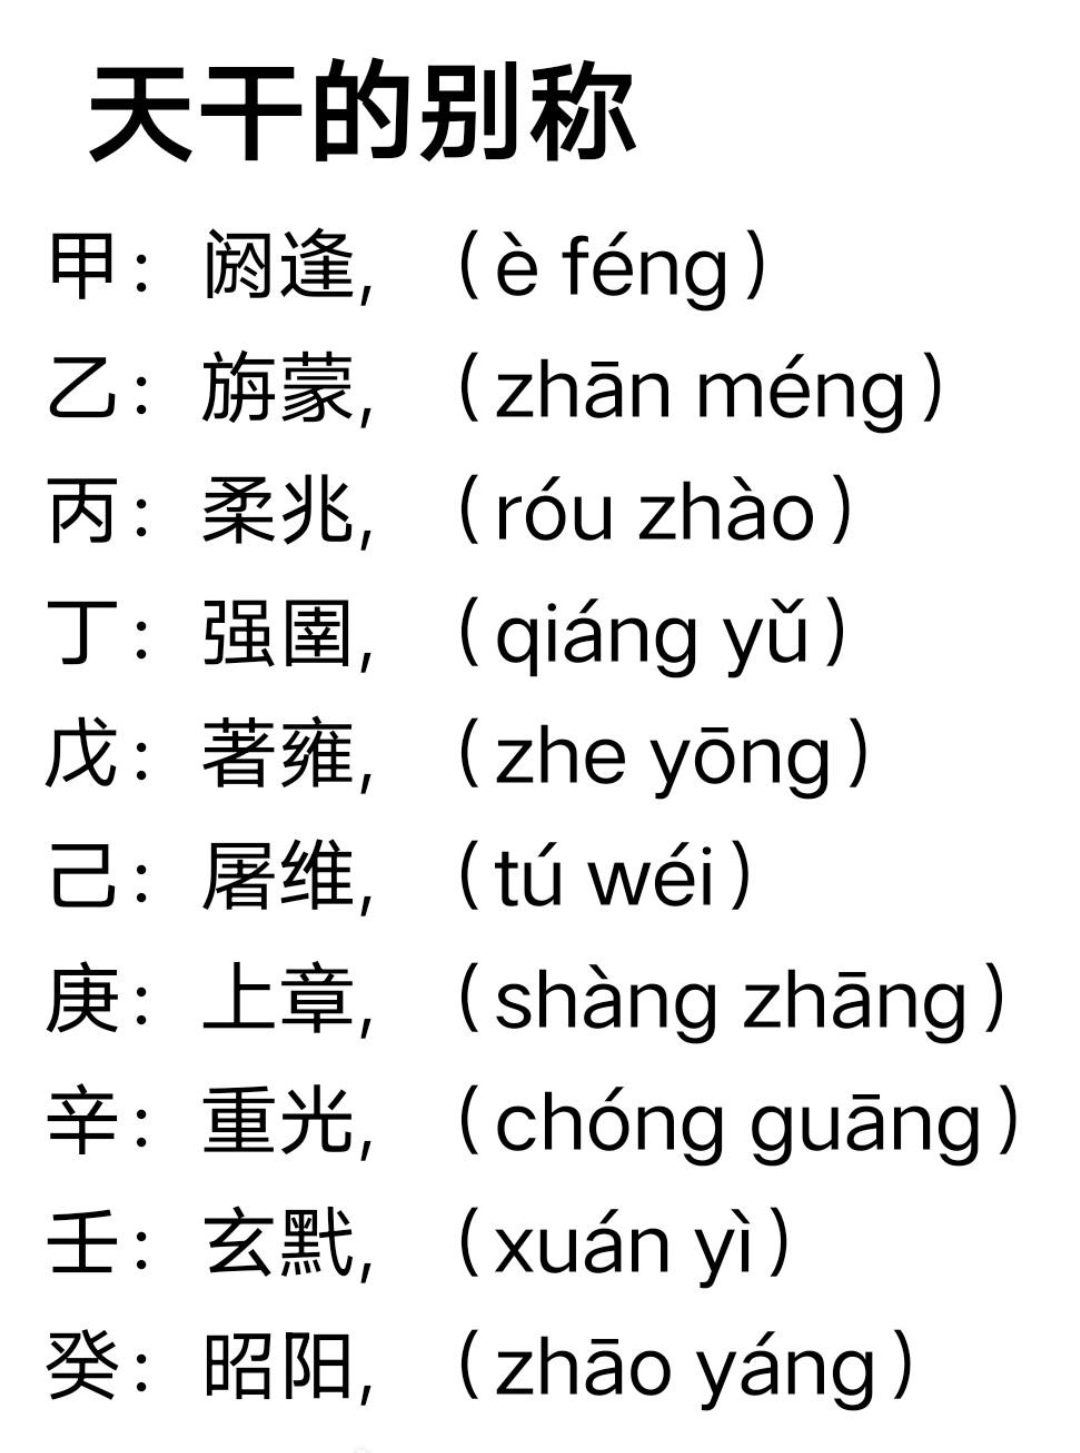 天干的别称
甲：阏逢，（è féng）
乙：旃蒙，（zhān méng）
丙：柔兆，（róu zhào）
丁：强圉，（qiáng yǔ）
戊：著雍，（zhe yōng）
己：屠维，（tú wéi）
庚：上章，（shàng zhāng）
辛：重光，（chóng guāng）
壬：玄黓，（xuán yì）
癸：昭阳，（zhāo yáng）